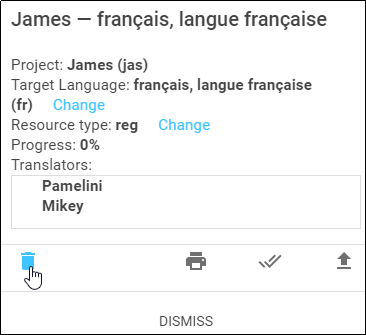 James — français, langue française
Project: James (jas)
Target Language: français, langue française
(fr) Change
Resource type: reg Change
Progress: 0%
Translators:
Pamelini
Mikey
DISMISS